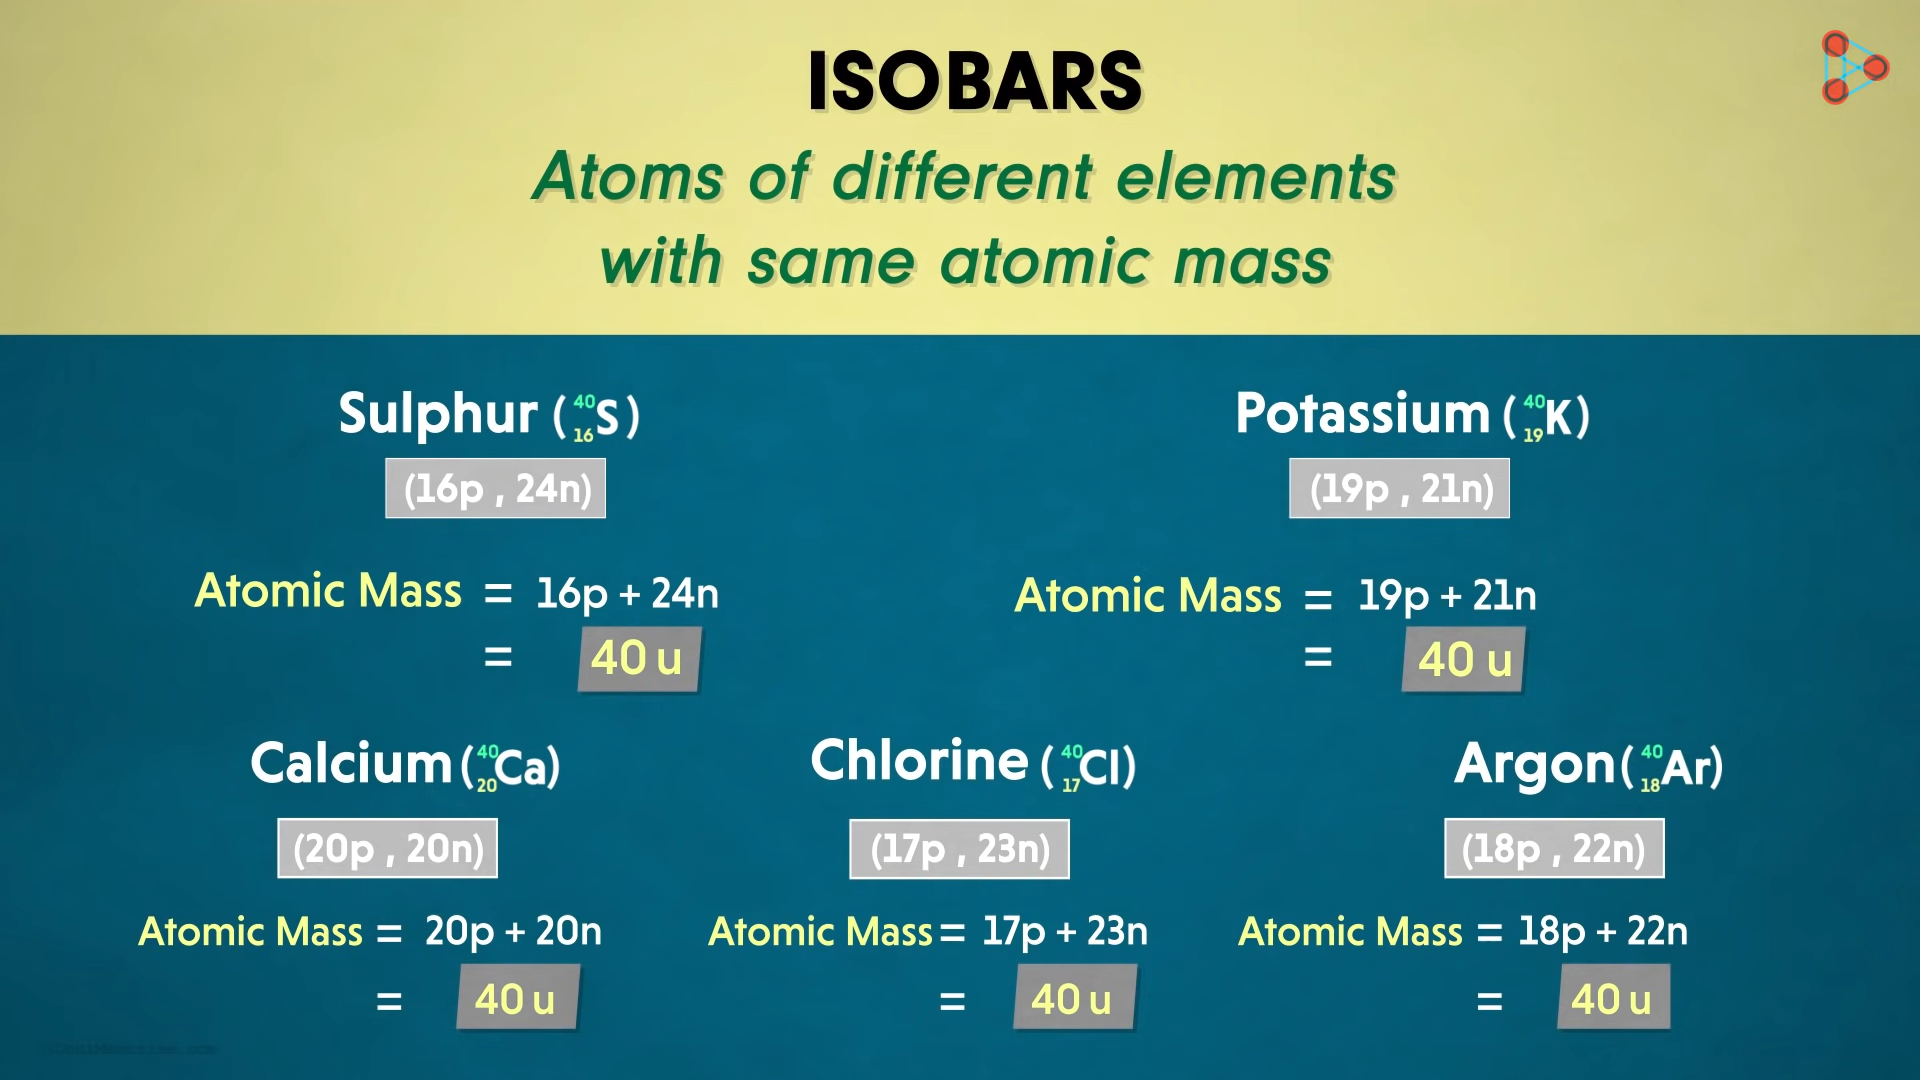 ISOBARS
Atoms of different elements
with same atomic mass
Sulphur (⁴⁰₁₆S)
(16p , 24n)
Atomic Mass = 16p + 24n
= 40 u
Potassium (⁴⁰₁₉K)
(19p , 21n)
Atomic Mass = 19p + 21n
= 40 u
Calcium (⁴⁰₂₀Ca)
(20p , 20n)
Atomic Mass = 20p + 20n
= 40 u
Chlorine (⁴⁰₁₇Cl)
(17p , 23n)
Atomic Mass = 17p + 23n
= 40 u
Argon (⁴⁰₁₈Ar)
(18p , 22n)
Atomic Mass = 18p + 22n
= 40 u